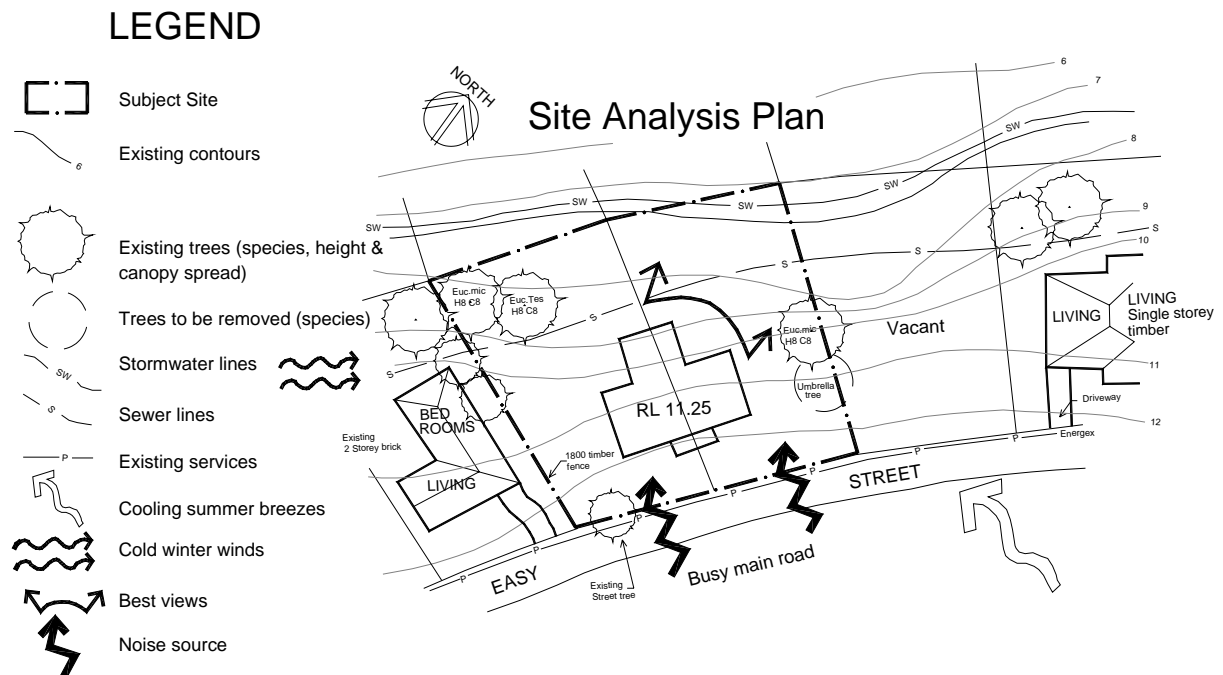 LEGEND
Subject Site
6
Existing contours
Existing trees (species, height &
canopy spread)
Trees to be removed (species)
SW
Stormwater lines
S
Sewer lines
P
Existing services
Cooling summer breezes
Cold winter winds
Best views
Noise source
NORTH
Site Analysis Plan
6
7
8
9
10
11
12
SW
SW
SW
SW
SW
S
S
S
S
S
Euc.mic
H8 C8
Euc.Tes
H8 C8
Euc.mic
H8 C8
Umbrella
tree
Vacant
LIVING
LIVING
Single storey
timber
Driveway
Energex
RL 11.25
BED
ROOMS
LIVING
Existing
2 Storey brick
1800 timber
fence
P
P
P
P
P
P
P
EASY
STREET
Busy main road
Existing
Street tree